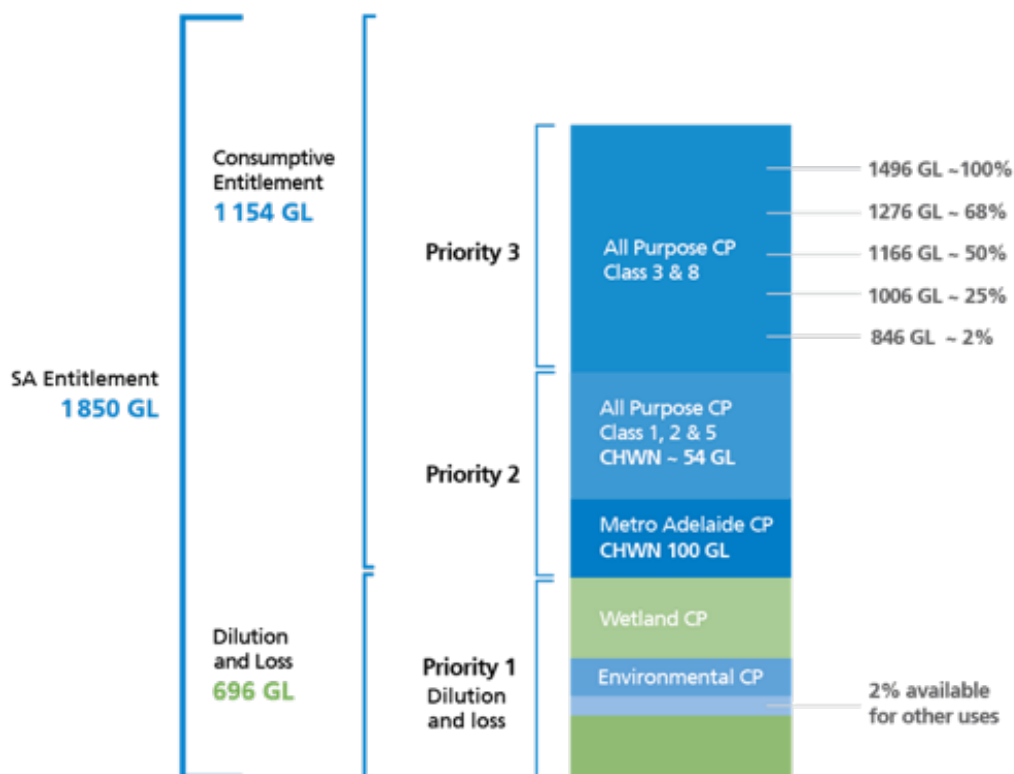 SA Entitlement
1850 GL
Consumptive
Entitlement
1 154 GL
Dilution
and Loss
696 GL
Priority 3
Priority 2
Priority 1
Dilution
and loss
All Purpose CP
Class 3 & 8
All Purpose CP
Class 1, 2 & 5
CHWN ~ 54 GL
Metro Adelaide CP
CHWN 100 GL
Wetland CP
Environmental CP
1496 GL ~100%
1276 GL ~ 68%
1166 GL ~ 50%
1006 GL ~ 25%
846 GL ~ 2%
2% available
for other uses